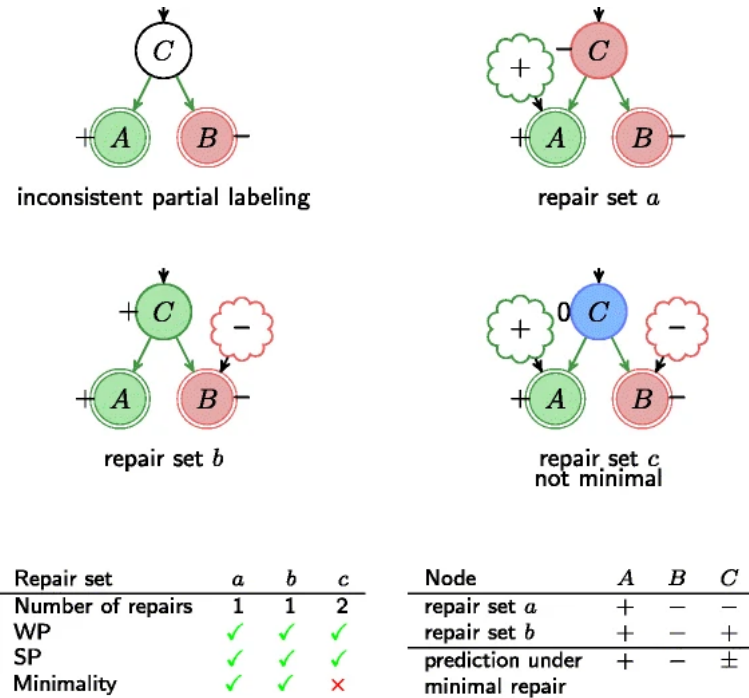 C
+ A B −
inconsistent partial labeling
+ − C
+ A B −
repair set a
+ C −
+ A B −
repair set b
+ 0 C −
+ A B −
repair set c
not minimal
Repair set a b c
Number of repairs 1 1 2
WP ✓ ✓ ✓
SP ✓ ✓ ✓
Minimality ✓ ✓ ×
Node A B C
repair set a + − −
repair set b + − +
prediction under + − ±
minimal repair